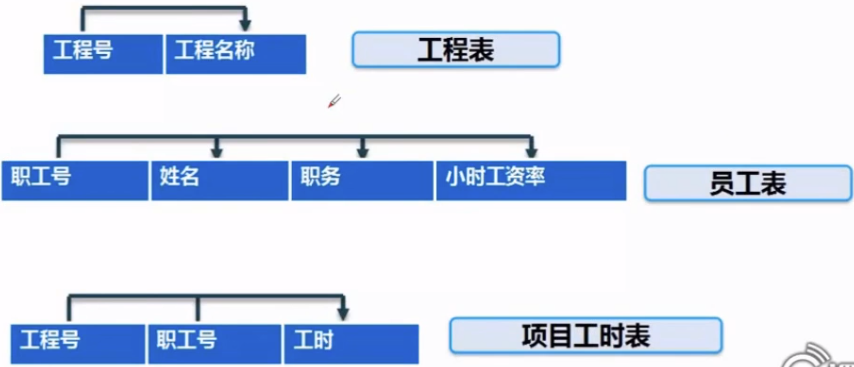 工程号 工程名称 工程表
职工号 姓名 职务 小时工资率 员工表
工程号 职工号 工时 项目工时表